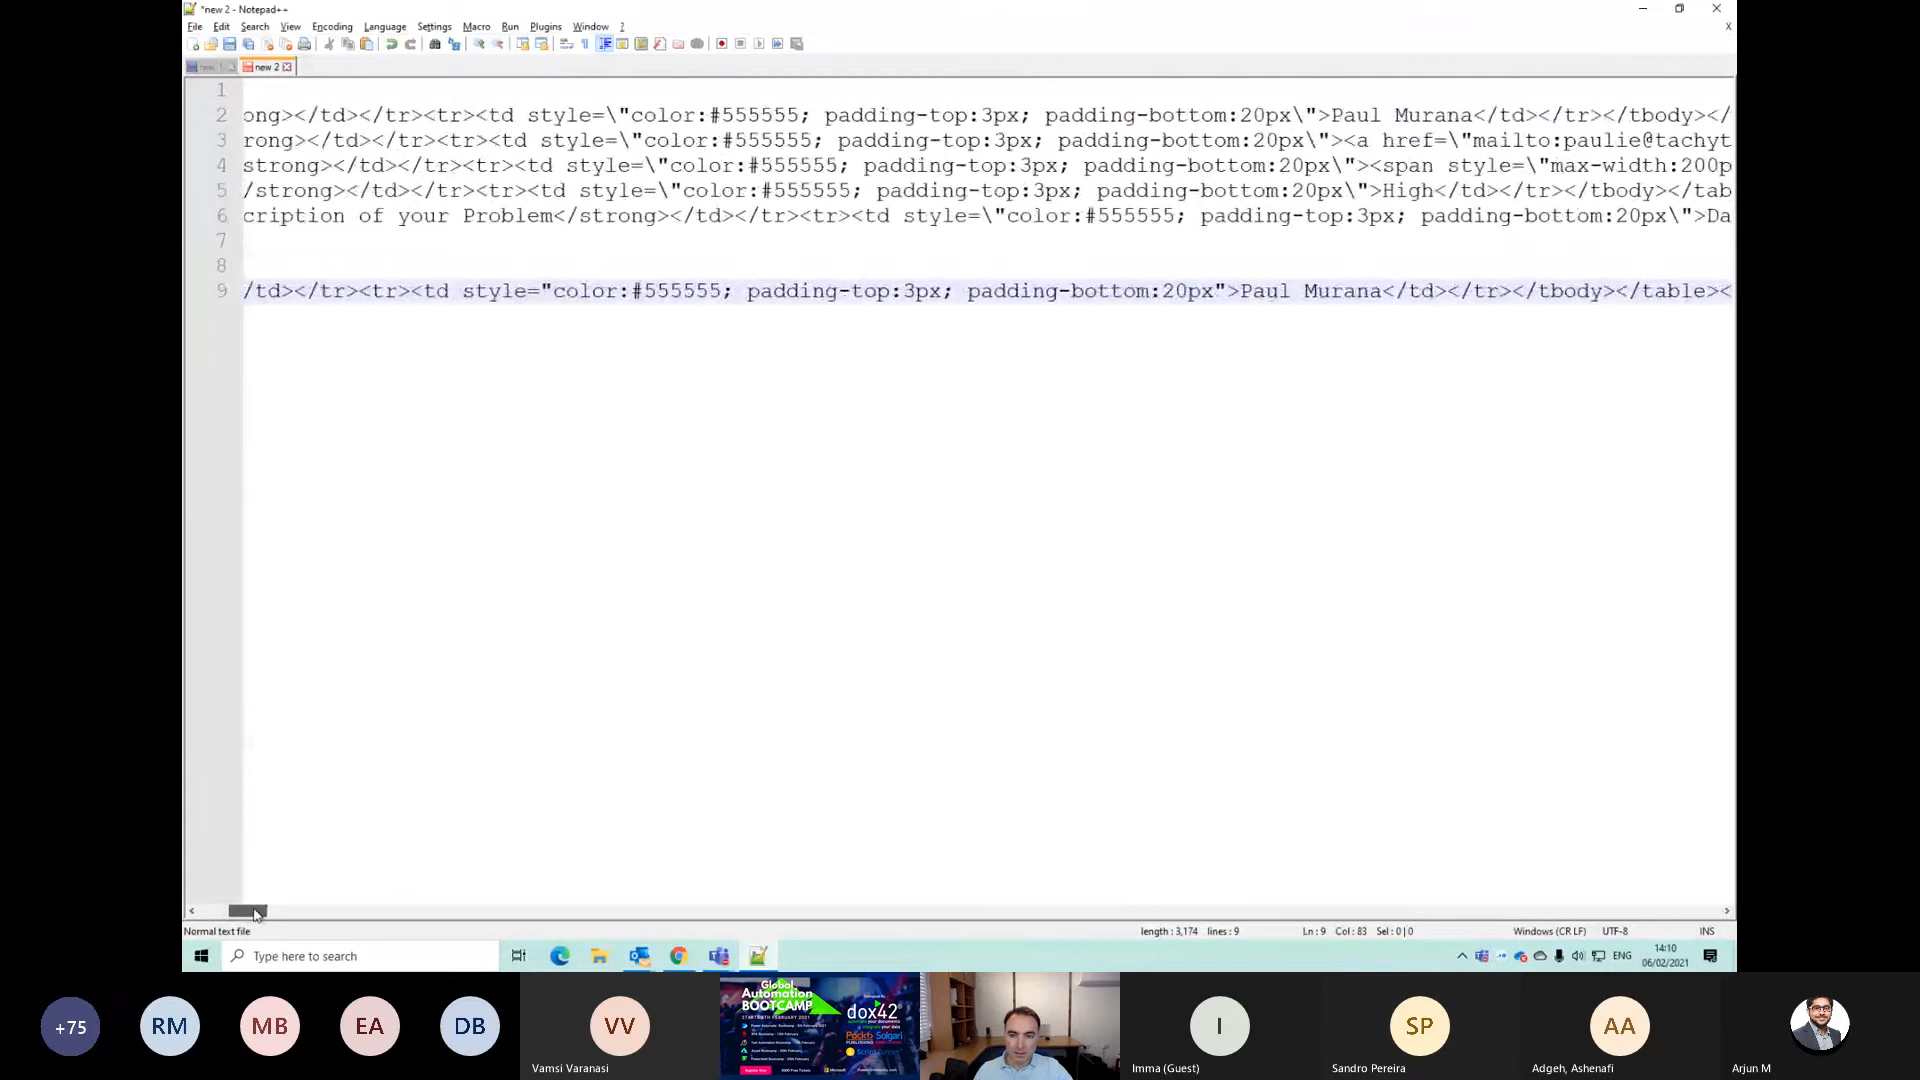 *new 2 - Notepad++
File Edit Search View Encoding Language Settings Macro Run Plugins Window ?
X
new 1 new 2
1
2 ong></td></tr><tr><td style=\"color:#555555; padding-top:3px; padding-bottom:20px\">Paul Murana</td></tr></tbody></
3 rong></td></tr><tr><td style=\"color:#555555; padding-top:3px; padding-bottom:20px\"><a href=\"mailto:paulie@tachyt
4 strong></td></tr><tr><td style=\"color:#555555; padding-top:3px; padding-bottom:20px\"><span style=\"max-width:200p
5 /strong></td></tr><tr><td style=\"color:#555555; padding-top:3px; padding-bottom:20px\">High</td></tr></tbody></tab
6 cription of your Problem</strong></td></tr><tr><td style=\"color:#555555; padding-top:3px; padding-bottom:20px\">Da
7
8
9 /td></tr><tr><td style="color:#555555; padding-top:3px; padding-bottom:20px">Paul Murana</td></tr></tbody></table><
Normal text file length : 3,174 lines : 9 Ln : 9 Col : 83 Sel : 0 | 0 Windows (CR LF) UTF-8 INS
Type here to search
ENG
14:10
06/02/2021
+75 RM MB EA DB VV I SP AA
Global
Automation
BOOTCAMP
dox42
Vamsi Varanasi Imma (Guest) Sandro Pereira Adgeh, Ashenafi Arjun M